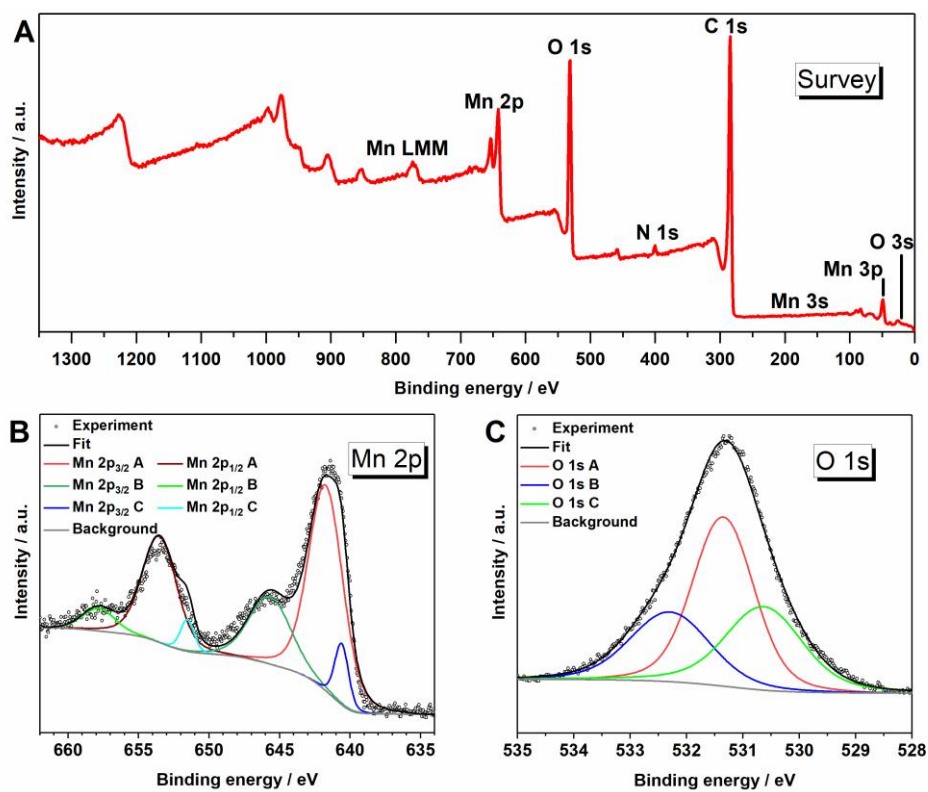 A
Survey
C 1s
O 1s
Mn 2p
Mn LMM
N 1s
O 3s
Mn 3p
Mn 3s
Intensity / a.u.
1300 1200 1100 1000 900 800 700 600 500 400 300 200 100 0
Binding energy / eV
B
Mn 2p
Experiment
Fit
Mn 2p3/2 A Mn 2p1/2 A
Mn 2p3/2 B Mn 2p1/2 B
Mn 2p3/2 C Mn 2p1/2 C
Background
Intensity / a.u.
660 655 650 645 640 635
Binding energy / eV
C
O 1s
Experiment
Fit
O 1s A
O 1s B
O 1s C
Background
Intensity / a.u.
535 534 533 532 531 530 529 528
Binding energy / eV